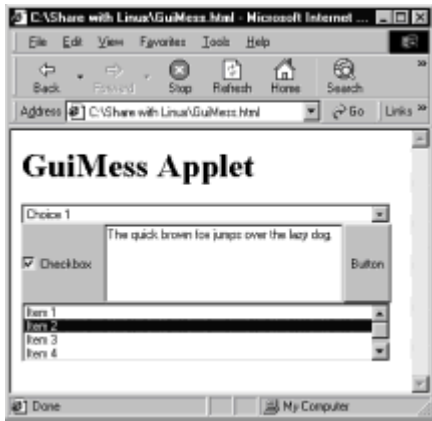 C:\Share with Linux\GuiMess.html - Microsoft Internet ...
File Edit View Favorites Tools Help
Back Forward Stop Refresh Home Search »
Address C:\Share with Linux\GuiMess.html Go Links »
GuiMess Applet
Choice 1
The quick brown fox jumps over the lazy dog.
Checkbox Button
Item 1
Item 2
Item 3
Item 4
Done My Computer